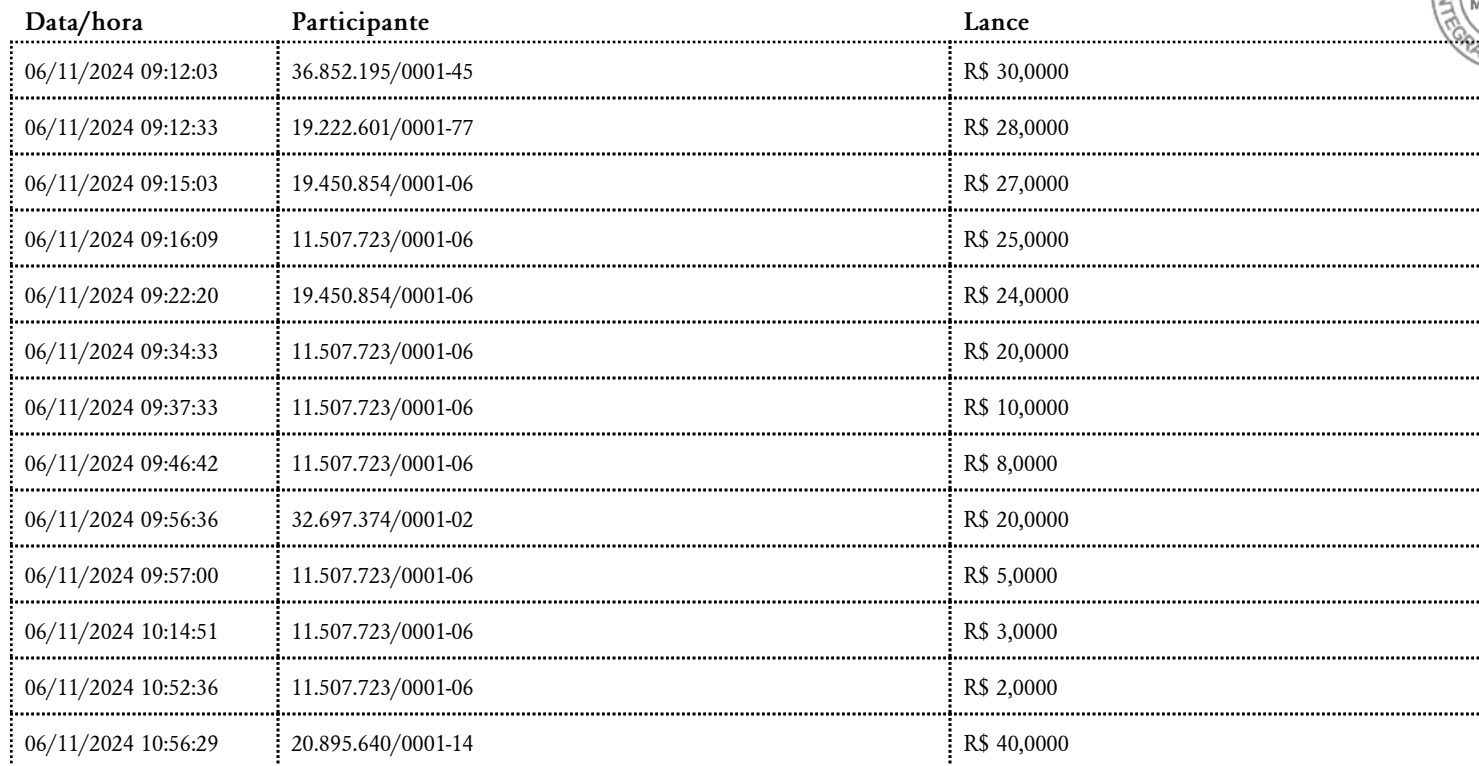 Data/hora Participante Lance
06/11/2024 09:12:03 36.852.195/0001-45 R$ 30,0000
06/11/2024 09:12:33 19.222.601/0001-77 R$ 28,0000
06/11/2024 09:15:03 19.450.854/0001-06 R$ 27,0000
06/11/2024 09:16:09 11.507.723/0001-06 R$ 25,0000
06/11/2024 09:22:20 19.450.854/0001-06 R$ 24,0000
06/11/2024 09:34:33 11.507.723/0001-06 R$ 20,0000
06/11/2024 09:37:33 11.507.723/0001-06 R$ 10,0000
06/11/2024 09:46:42 11.507.723/0001-06 R$ 8,0000
06/11/2024 09:56:36 32.697.374/0001-02 R$ 20,0000
06/11/2024 09:57:00 11.507.723/0001-06 R$ 5,0000
06/11/2024 10:14:51 11.507.723/0001-06 R$ 3,0000
06/11/2024 10:52:36 11.507.723/0001-06 R$ 2,0000
06/11/2024 10:56:29 20.895.640/0001-14 R$ 40,0000